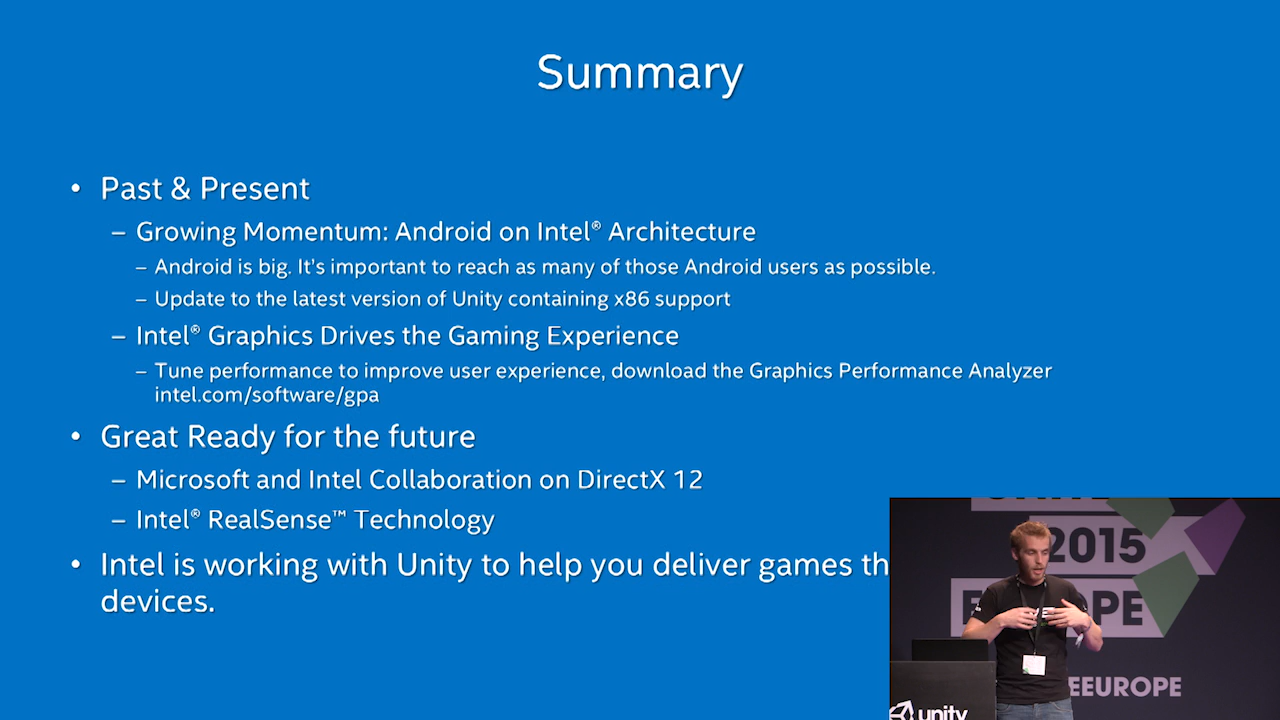 Summary
• Past & Present
– Growing Momentum: Android on Intel® Architecture
– Android is big. It's important to reach as many of those Android users as possible.
– Update to the latest version of Unity containing x86 support
– Intel® Graphics Drives the Gaming Experience
– Tune performance to improve user experience, download the Graphics Performance Analyzer
intel.com/software/gpa
• Great Ready for the future
– Microsoft and Intel Collaboration on DirectX 12
– Intel® RealSense™ Technology
• Intel is working with Unity to help you deliver games th
devices.
2015
EEUROPE
unity